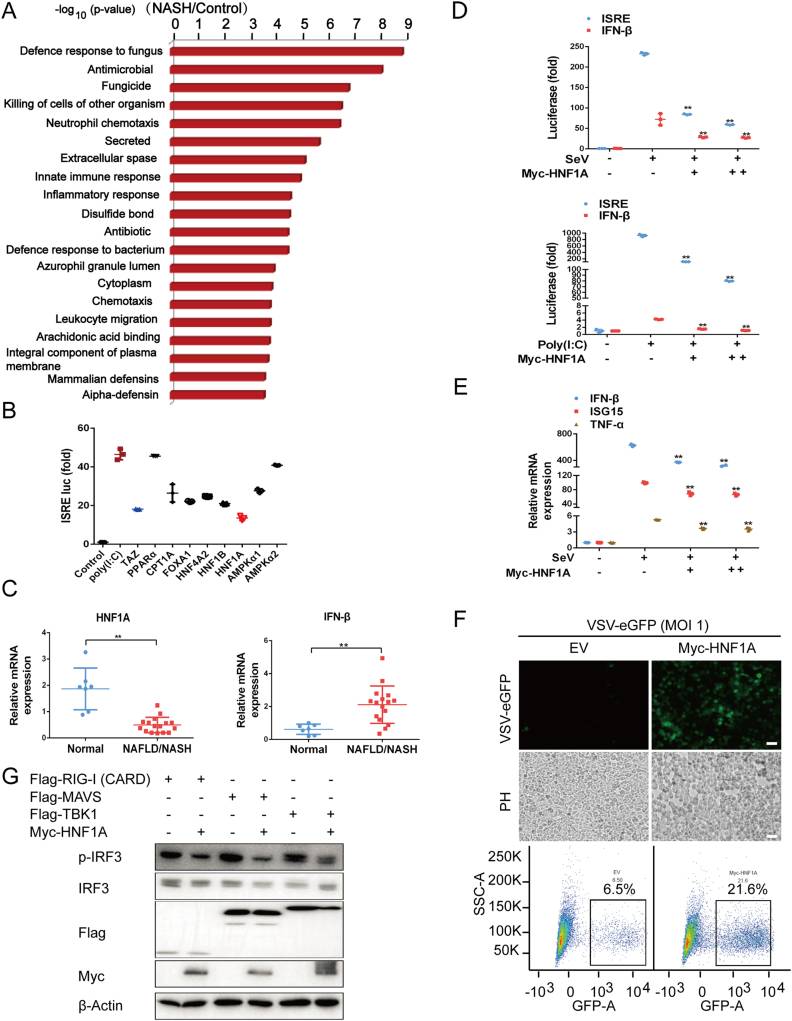 A
-log10 (p-value) (NASH/Control)
0 1 2 3 4 5 6 7 8 9
Defence response to fungus
Antimicrobial
Fungicide
Killing of cells of other organism
Neutrophil chemotaxis
Secreted
Extracellular spase
Innate immune response
Inflammatory response
Disulfide bond
Antibiotic
Defence response to bacterium
Azurophil granule lumen
Cytoplasm
Chemotaxis
Leukocyte migration
Arachidonic acid binding
Integral component of plasma
membrane
Mammalian defensins
Aipha-defensin
B
ISRE luc (fold)
60
40
20
0
Control
poly(I:C)
TAZ
PPARα
CPT1A
FOXA1
HNF4A2
HNF1B
HNF1A
AMPKα1
AMPKα2
C
HNF1A
Relative mRNA
expression
4
3
2
1
0
**
Normal NAFLD/NASH
IFN-β
Relative mRNA
expression
6
4
2
0
**
Normal NAFLD/NASH
D
ISRE
IFN-β
Luciferase (fold)
250
200
150
100
50
0
** ** ** **
SeV - + + +
Myc-HNF1A - - + ++
ISRE
IFN-β
Luciferase (fold)
1000
800
600
400
200
100
90
80
70
60
50
8
6
4
2
0
** ** ** **
Poly(I:C) - + + +
Myc-HNF1A - - + ++
E
IFN-β
ISG15
TNF-α
Relative mRNA
expression
400
120
80
40
6
3
0
** ** ** ** ** **
SeV - + + +
Myc-HNF1A - - + ++
F
VSV-eGFP (MOI 1)
EV Myc-HNF1A
VSV-eGFP
PH
SSC-A
250K
200K
150K
100K
50K
EV
6.50
6.5%
Myc-HNF1A
21.6
21.6%
-10³ 0 10³ 10⁴ -10³ 0 10³ 10⁴
GFP-A GFP-A
G
Flag-RIG-I (CARD) + + - - - -
Flag-MAVS - - + + - -
Flag-TBK1 - - - - + +
Myc-HNF1A - + - + - +
p-IRF3
IRF3
Flag
Myc
β-Actin